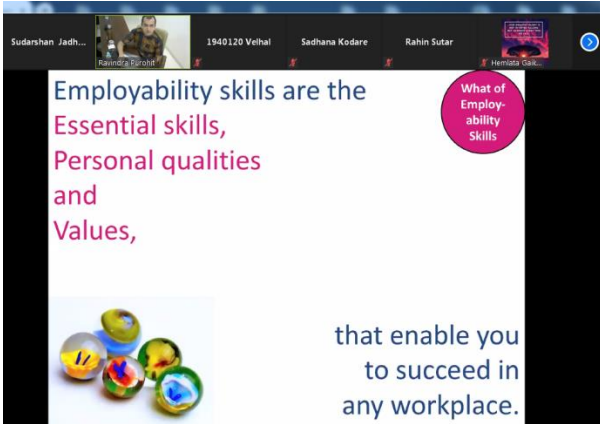 Sudarshan Jadh...
1940120 Velhal
Sadhana Kodare
Rahin Sutar
Ravindra Purohit
Hemlata Gaik...
Employability skills are the
Essential skills,
Personal qualities
and
Values,
What of
Employ-
ability
Skills
that enable you
to succeed in
any workplace.